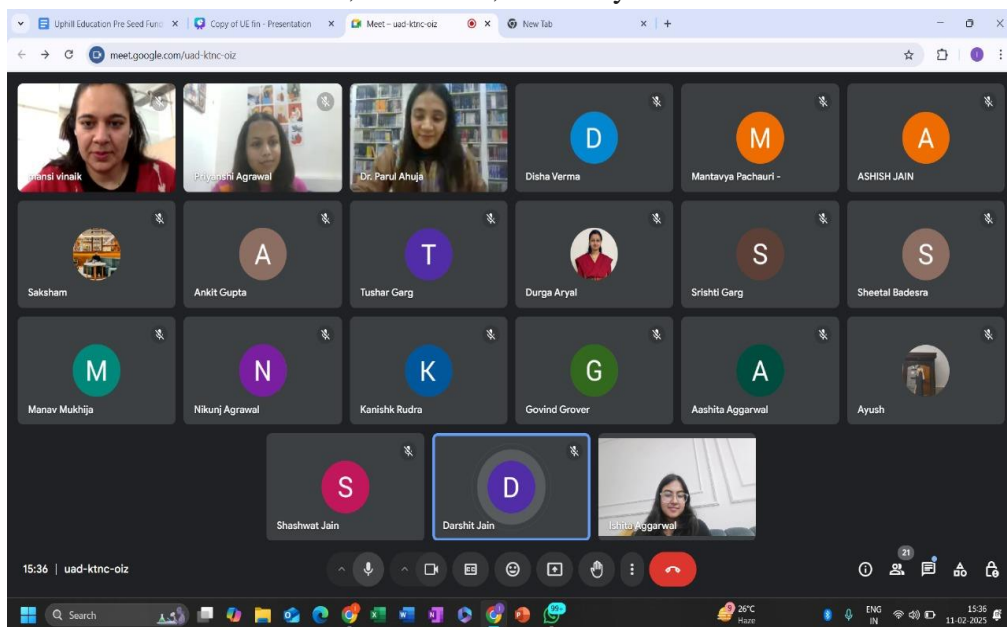 Uphill Education Pre Seed Func
Copy of UE fin - Presentation
Meet – uad-ktnc-oiz
New Tab
meet.google.com/uad-ktnc-oiz
mansi vinaik
Priyanshi Agrawal
Dr. Parul Ahuja
D
Disha Verma
M
Mantavya Pachauri -
A
ASHISH JAIN
Saksham
A
Ankit Gupta
T
Tushar Garg
Durga Aryal
S
Srishti Garg
S
Sheetal Badesra
M
Manav Mukhija
N
Nikunj Agrawal
K
Kanishk Rudra
G
Govind Grover
A
Aashita Aggarwal
Ayush
S
Shashwat Jain
D
Darshit Jain
Ishita Aggarwal
15:36 | uad-ktnc-oiz
21
Search
99+
9
26°C
Haze
ENG
IN
15:36
11-02-2025